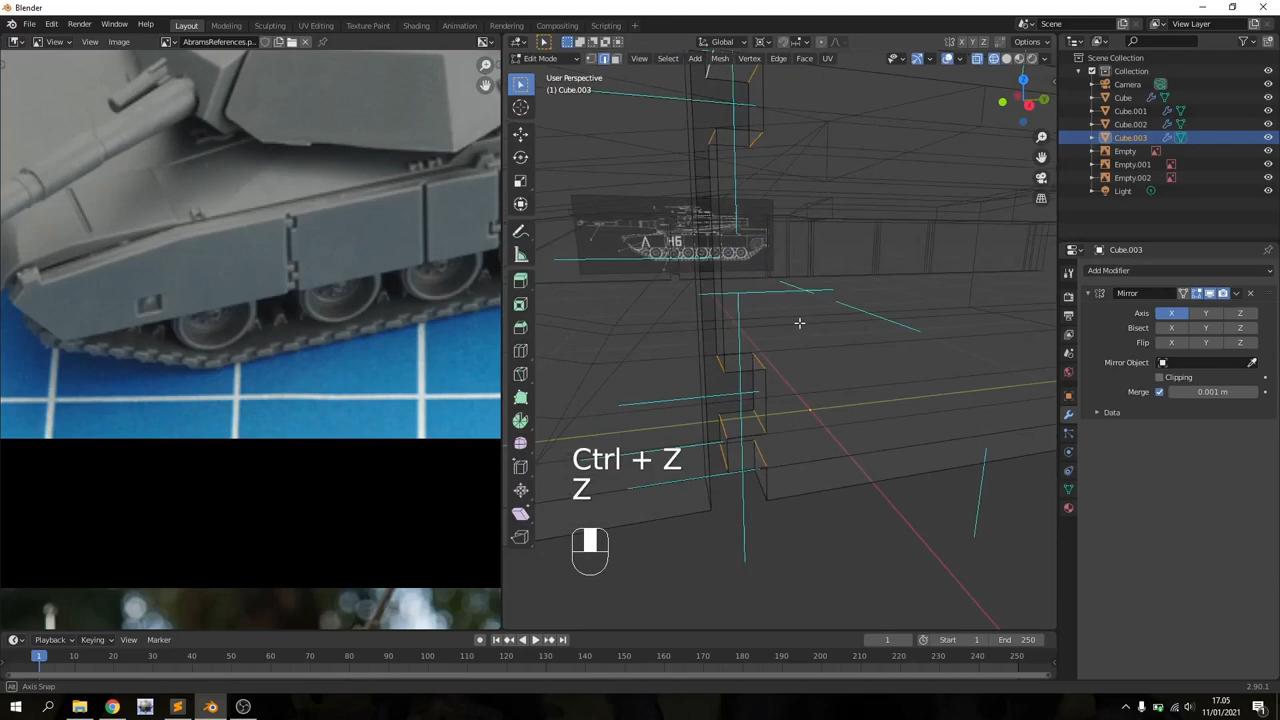 Blender
File Edit Render Window Help
Layout Modeling Sculpting UV Editing Texture Paint Shading Animation Rendering Compositing Scripting +
Scene View Layer
View View Image AbramsReferences.p..
Global Options
X Y Z
Edit Mode View Select Add Mesh Vertex Edge Face UV
User Perspective
(1) Cube.003
Scene Collection
Collection
Camera
Cube
Cube.001
Cube.002
Cube.003
Empty
Empty.001
Empty.002
Light
Cube.003
Add Modifier
Mirror
Axis X Y Z
Bisect X Y Z
Flip X Y Z
Mirror Object
Clipping
Merge 0.001 m
Data
Ctrl + Z
Z
Playback Keying View Marker
1 Start 1 End 250
1 10 20 30 40 50 60 70 80 90 100 110 120 130 140 150 160 170 180 190 200 210 220 230 240 250
Axis Snap 2.90.1
17.05
11/01/2021